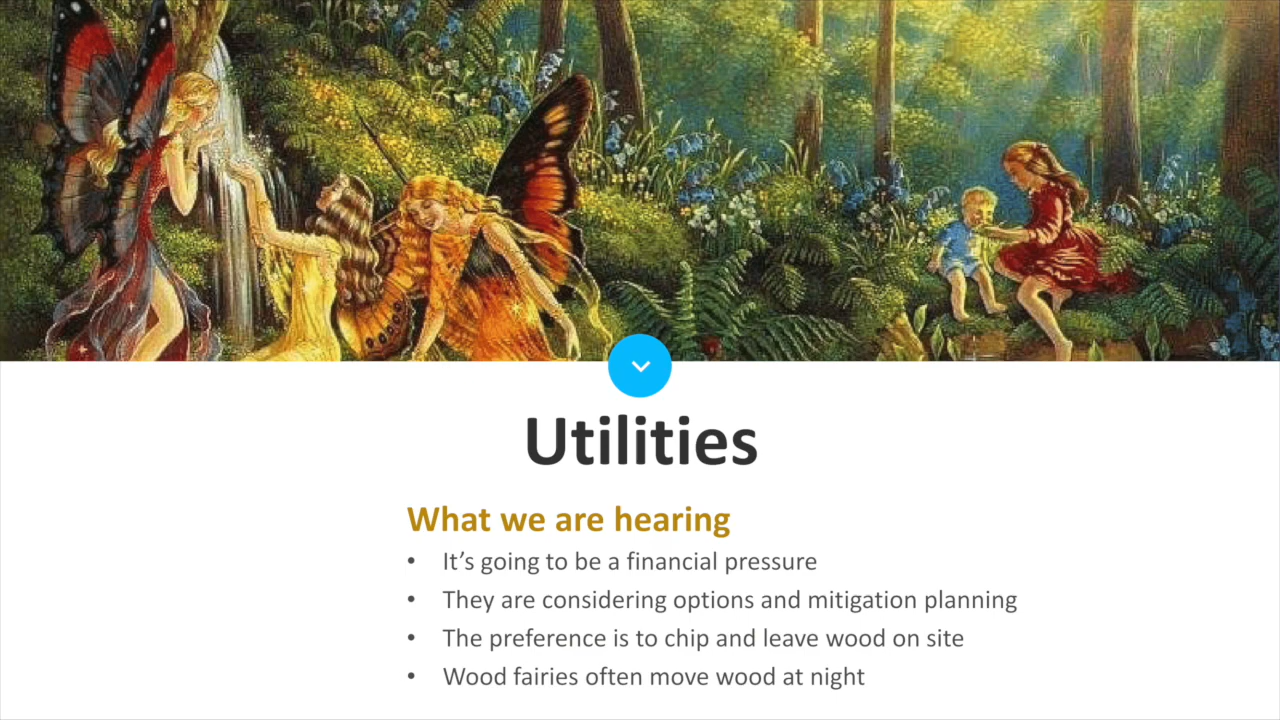 Utilities
What we are hearing
• It’s going to be a financial pressure
• They are considering options and mitigation planning
• The preference is to chip and leave wood on site
• Wood fairies often move wood at night